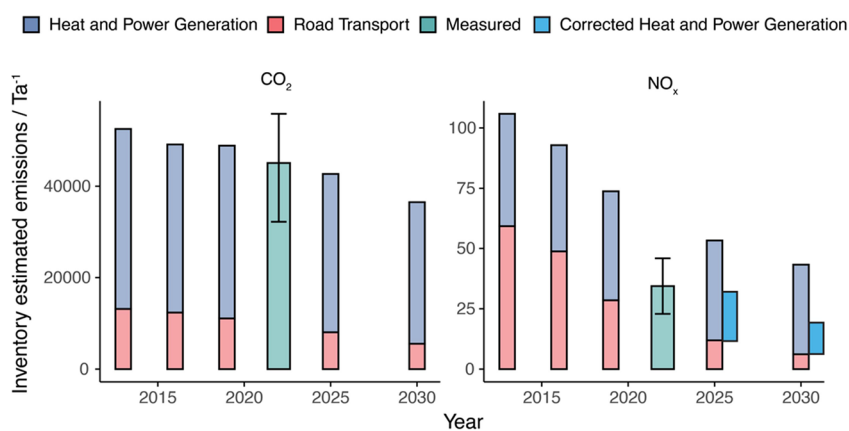 Heat and Power Generation Road Transport Measured Corrected Heat and Power Generation
CO₂ NOₓ
Inventory estimated emissions / Ta⁻¹
40000
20000
0
100
75
50
25
0
2015 2020 2025 2030 2015 2020 2025 2030
Year